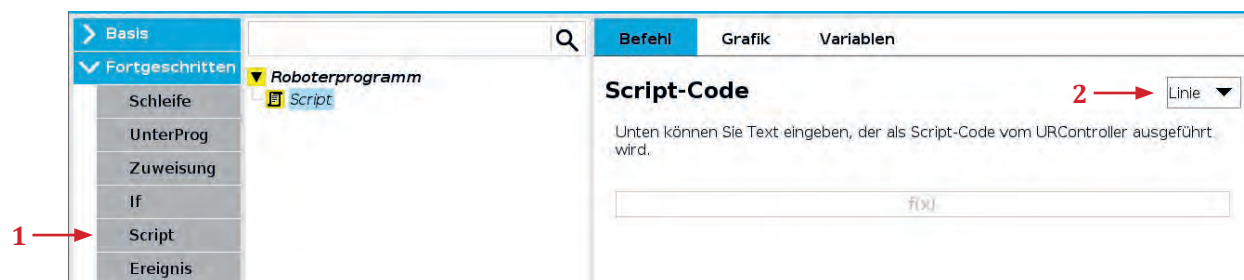 Basis
Fortgeschritten
Schleife
UnterProg
Zuweisung
If
1
Script
Ereignis
Roboterprogramm
Script
Befehl Grafik Variablen
Script-Code
2
Linie
Unten können Sie Text eingeben, der als Script-Code vom URController ausgeführt
wird.
f(x)